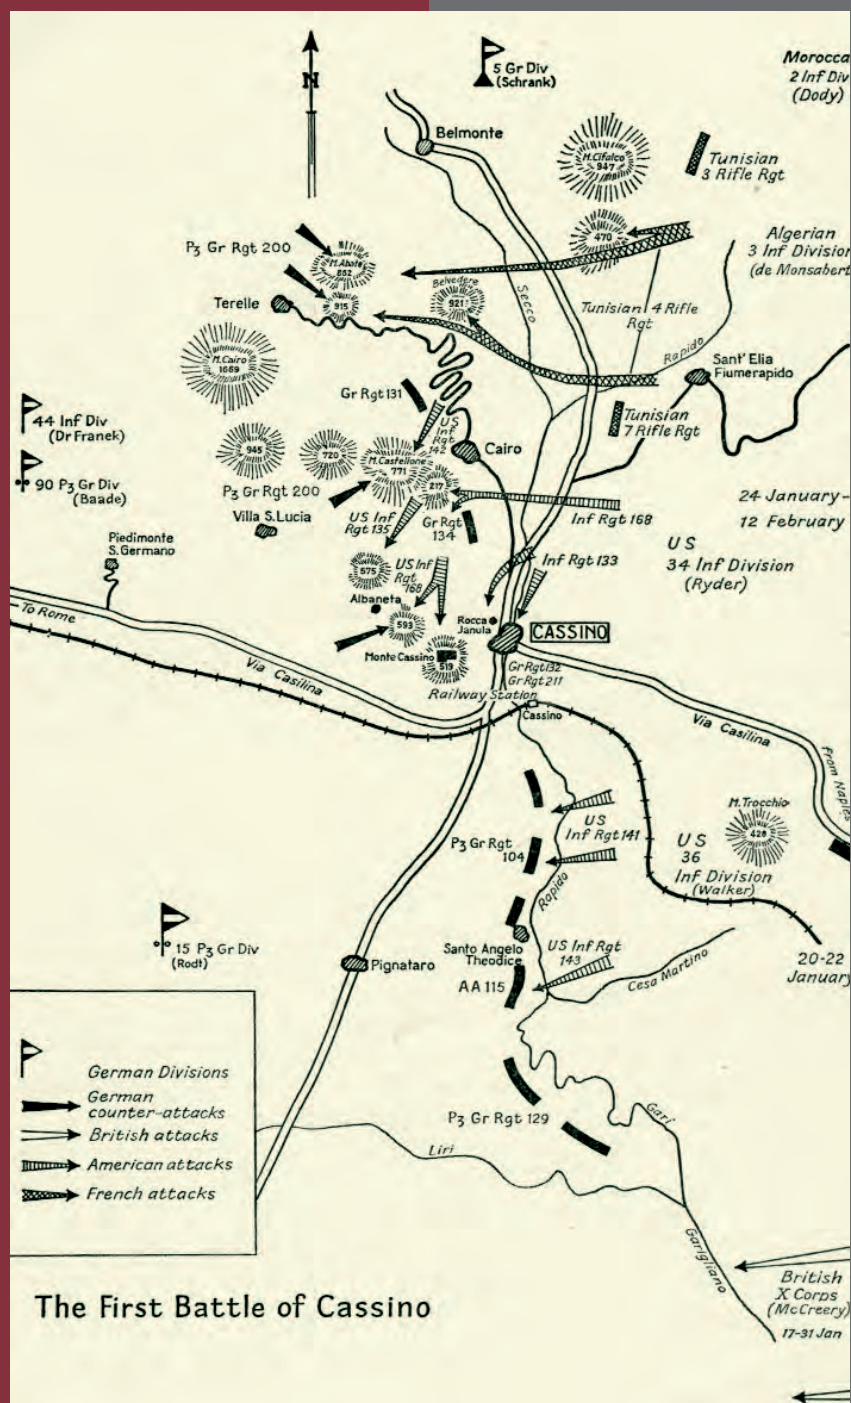 N
5 Gr Div
(Schrank)
Morocca
2 Inf Div
(Dody)
Belmonte
M.Cifalco
947
Tunisian
3 Rifle Rgt
Pz Gr Rgt 200
470
Algerian
3 Inf Division
(de Monsabert
M.Abate
Belvedere
915
921
Terelle
Secco
Tunisian 4 Rifle
Rgt
Rapido
M.Cairo
1669
Sant' Elia
Fiumerapido
Gr Rgt 131
44 Inf Div
(Dr Franek)
US
Inf
Rgt
142
Tunisian
7 Rifle Rgt
945
720
M.Castellone
771
Cairo
90 Pz Gr Div
(Baade)
Pz Gr Rgt 200
217
24 January-
12 February
Villa S.Lucia
US Inf
Rgt 135
Gr Rgt
134
Inf Rgt 168
US
34 Inf Division
(Ryder)
Piedimonte
S.Germano
575
US Inf
Rgt
168
Inf Rgt 133
Albaneta
593
Rocca
Janula
CASSINO
To Rome
Monte Cassino
519
Gr Rgt 132
Gr Rgt 211
Via Casilina
Railway Station
Cassino
Via Casilina
From Naples
M.Trocchio
428
US
Inf Rgt 141
Pz Gr Rgt
104
US
36
Inf Division
(Walker)
Rapido
15 Pz Gr Div
(Rodt)
Pignataro
Santo Angelo
Theodice
US Inf Rgt
143
AA 115
Cesa Martino
20-22
January
German Divisions
German
counter-attacks
British attacks
American attacks
French attacks
Pz Gr Rgt 129
Gari
Liri
Garigliano
British
X Corps
(McCreery)
17-31 Jan
The First Battle of Cassino